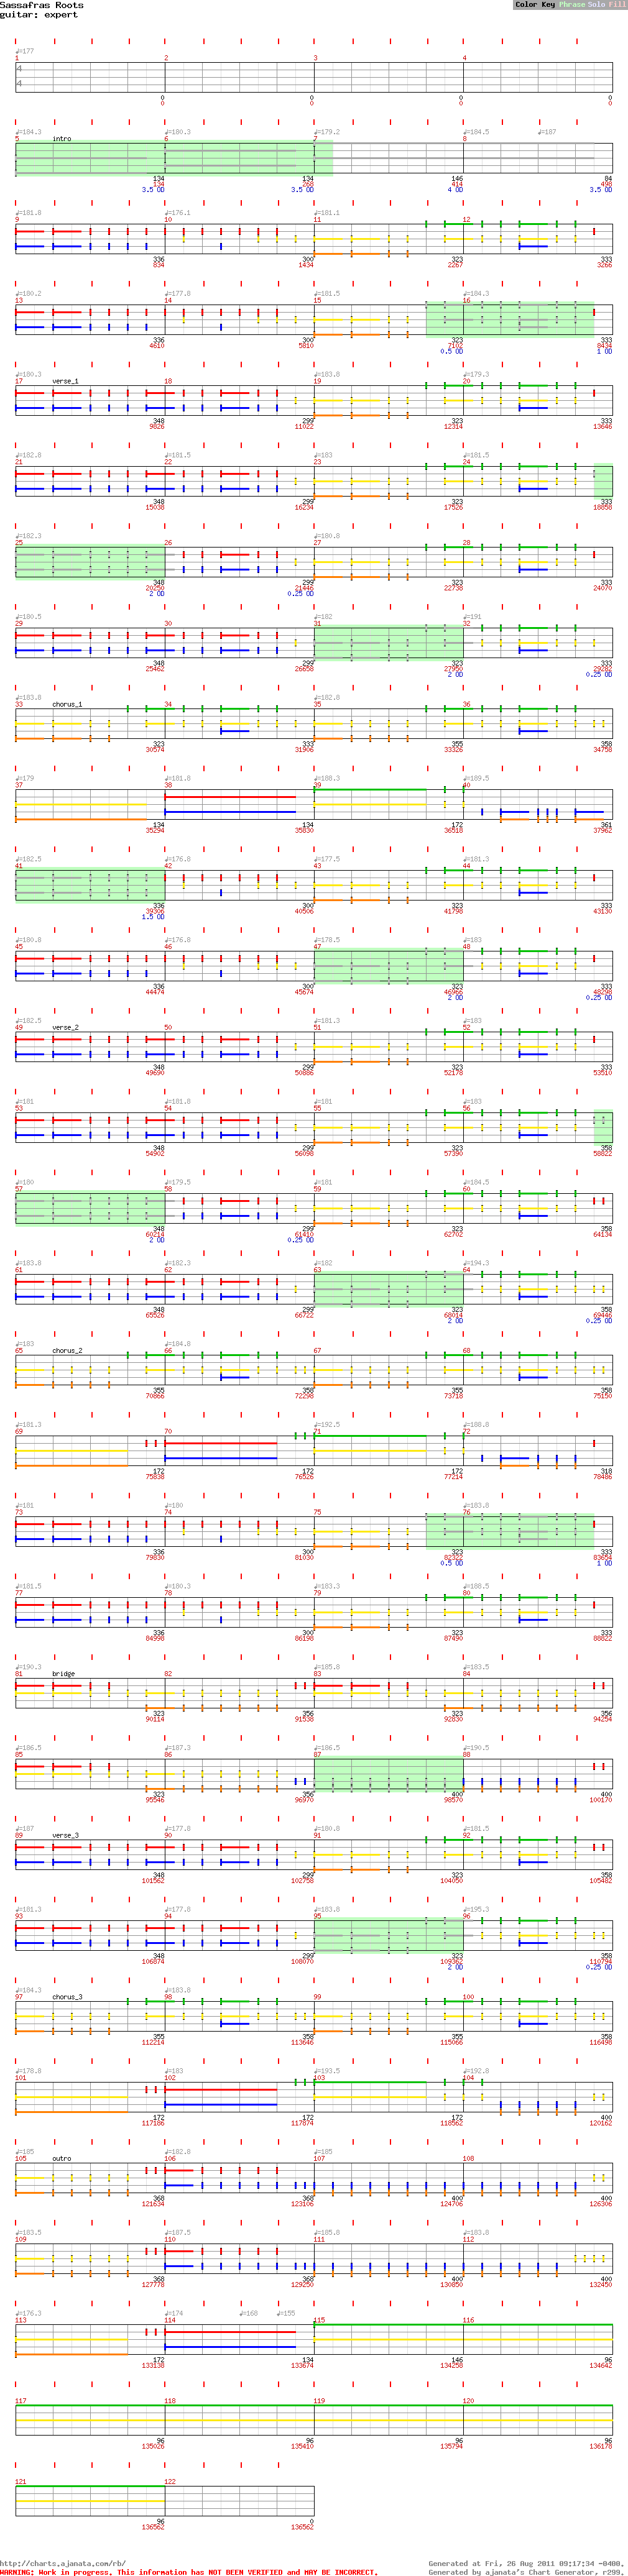 Sassafras Roots
guitar: expert
Color Key Phrase Solo Fill
♩=177
1 2 3 4
0 0 0 0
0 0 0 0
♩=184.3 ♩=180.3 ♩=179.2 ♩=184.5 ♩=187
5 intro 6 7 8
134 134 146 84
134 268 414 498
3.5 OD 3.5 OD 4 OD 3.5 OD
♩=181.8 ♩=176.1 ♩=181.1
9 10 11 12
336 300 323 333
834 1434 2267 3266
♩=180.2 ♩=177.8 ♩=181.5 ♩=184.3
13 14 15 16
336 300 323 333
4610 5810 7102 8434
0.5 OD 1 OD
♩=180.3 ♩=183.8 ♩=179.3
17 verse_1 18 19 20
348 299 323 333
9826 11022 12314 13646
♩=182.8 ♩=181.5 ♩=183 ♩=181.5
21 22 23 24
348 299 323 333
15038 16234 17526 18858
♩=182.3 ♩=180.8
25 26 27 28
348 299 323 333
20250 21446 22738 24070
2 OD 0.25 OD
♩=180.5 ♩=182 ♩=191
29 30 31 32
348 299 323 333
25462 26658 27950 29282
2 OD 0.25 OD
♩=183.8 ♩=182.8
33 chorus_1 34 35 36
323 333 355 358
30574 31906 33326 34758
♩=179 ♩=181.8 ♩=188.3 ♩=189.5
37 38 39 40
134 134 172 361
35294 35830 36518 37962
♩=182.5 ♩=176.8 ♩=177.5 ♩=181.3
41 42 43 44
336 300 323 333
39306 40506 41798 43130
1.5 OD
♩=180.8 ♩=176.8 ♩=178.5 ♩=183
45 46 47 48
336 300 323 333
44474 45674 46966 48298
2 OD 0.25 OD
♩=182.5 ♩=181.3 ♩=183
49 verse_2 50 51 52
348 299 323 333
49690 50886 52178 53510
♩=181 ♩=181.8 ♩=181 ♩=183
53 54 55 56
348 299 323 358
54902 56098 57390 58822
♩=180 ♩=179.5 ♩=181 ♩=184.5
57 58 59 60
348 299 323 358
60214 61410 62702 64134
2 OD 0.25 OD
♩=183.8 ♩=182.3 ♩=182 ♩=194.3
61 62 63 64
348 299 323 358
65526 66722 68014 69446
2 OD 0.25 OD
♩=183 ♩=184.8
65 chorus_2 66 67 68
355 358 355 358
70866 72298 73718 75150
♩=181.3 ♩=192.5 ♩=188.8
69 70 71 72
172 172 172 318
75838 76526 77214 78486
♩=181 ♩=180 ♩=183.8
73 74 75 76
336 300 323 333
79830 81030 82322 83654
0.5 OD 1 OD
♩=181.5 ♩=180.3 ♩=183.3 ♩=188.5
77 78 79 80
336 300 323 333
84998 86198 87490 88822
♩=190.3 ♩=185.8 ♩=183.5
81 bridge 82 83 84
323 356 323 356
90114 91538 92830 94254
♩=186.5 ♩=187.3 ♩=186.5 ♩=190.5
85 86 87 88
323 356 400 400
95546 96970 98570 100170
♩=187 ♩=177.8 ♩=180.8 ♩=181.5
89 verse_3 90 91 92
348 299 323 358
101562 102758 104050 105482
♩=181.3 ♩=177.8 ♩=183.8 ♩=195.3
93 94 95 96
348 299 323 358
106874 108070 109362 110794
2 OD 0.25 OD
♩=184.3 ♩=183.8
97 chorus_3 98 99 100
355 358 355 358
112214 113646 115066 116498
♩=178.8 ♩=183 ♩=193.5 ♩=192.8
101 102 103 104
172 172 172 400
117186 117874 118562 120162
♩=185 ♩=182.8 ♩=185
105 outro 106 107 108
368 368 400 400
121634 123106 124706 126306
♩=183.5 ♩=187.5 ♩=185.8 ♩=183.8
109 110 111 112
368 368 400 400
127778 129250 130850 132450
♩=176.3 ♩=174 ♩=168 ♩=155
113 114 115 116
172 134 146 96
133138 133674 134258 134642
117 118 119 120
96 96 96 96
135026 135410 135794 136178
121 122
96 0
136562 136562
http://charts.ajanata.com/rb/ Generated at Fri, 26 Aug 2011 09:17:34 -0400.
WARNING: Work in progress. This information has NOT BEEN VERIFIED and MAY BE INCORRECT. Generated by ajanata's Chart Generator, r299.